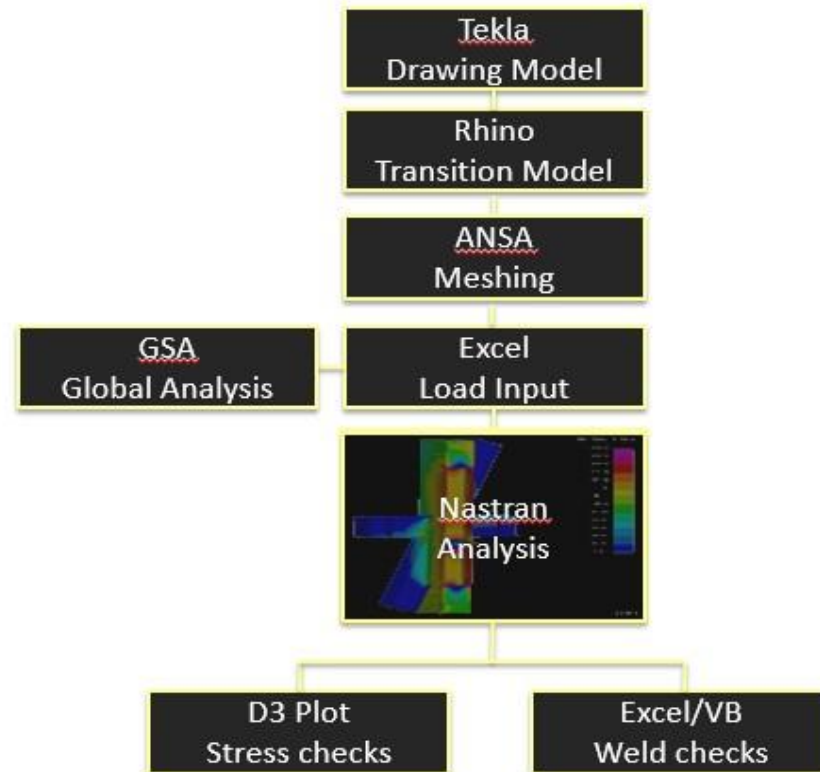 Tekla
Drawing Model
Rhino
Transition Model
ANSA
Meshing
GSA
Global Analysis
Excel
Load Input
Nastran
Analysis
D3 Plot
Stress checks
Excel/VB
Weld checks